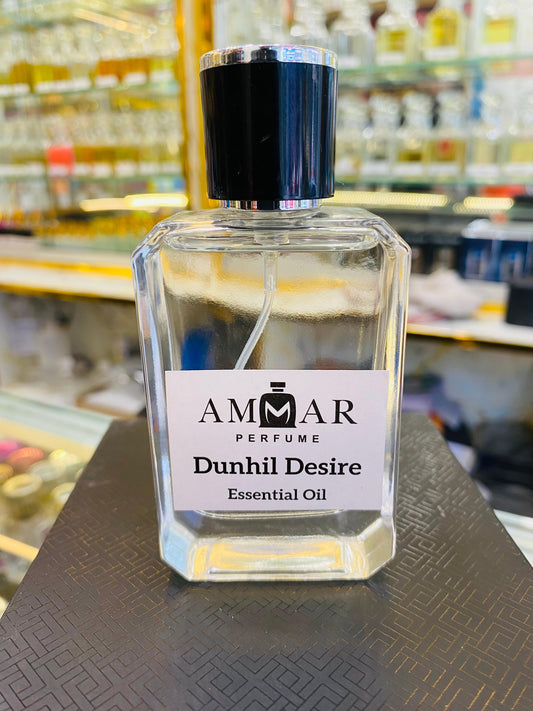 AMMAR
PERFUME
Dunhil Desire
Essential Oil